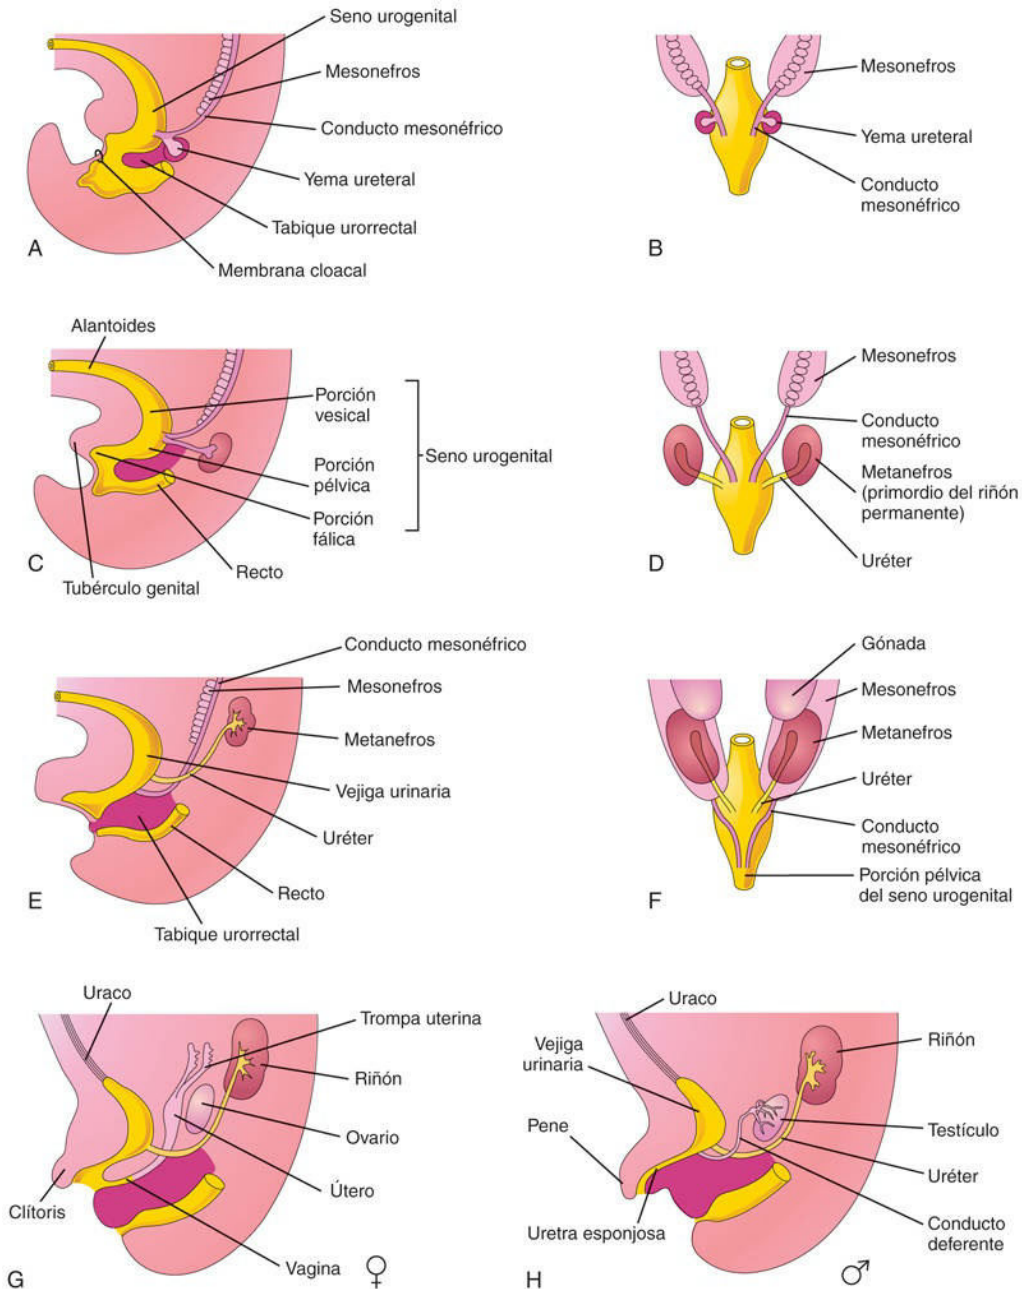 Seno urogenital
Mesonefros
Conducto mesonéfrico
Yema ureteral
Tabique urorrectal
Membrana cloacal
A
Mesonefros
Yema ureteral
Conducto
mesonéfrico
B
Alantoides
Porción
vesical
Porción
pélvica
Porción
fálica
Seno urogenital
Recto
Tubérculo genital
C
Mesonefros
Conducto
mesonéfrico
Metanefros
(primordio del riñón
permanente)
Uréter
D
Conducto mesonéfrico
Mesonefros
Metanefros
Vejiga urinaria
Uréter
Recto
Tabique urorrectal
E
Gónada
Mesonefros
Metanefros
Uréter
Conducto
mesonéfrico
Porción pélvica
del seno urogenital
F
Uraco
Trompa uterina
Riñón
Ovario
Útero
Clítoris
Vagina
G ♀
Uraco
Vejiga
urinaria
Riñón
Pene
Testículo
Uréter
Uretra esponjosa
Conducto
deferente
H ♂